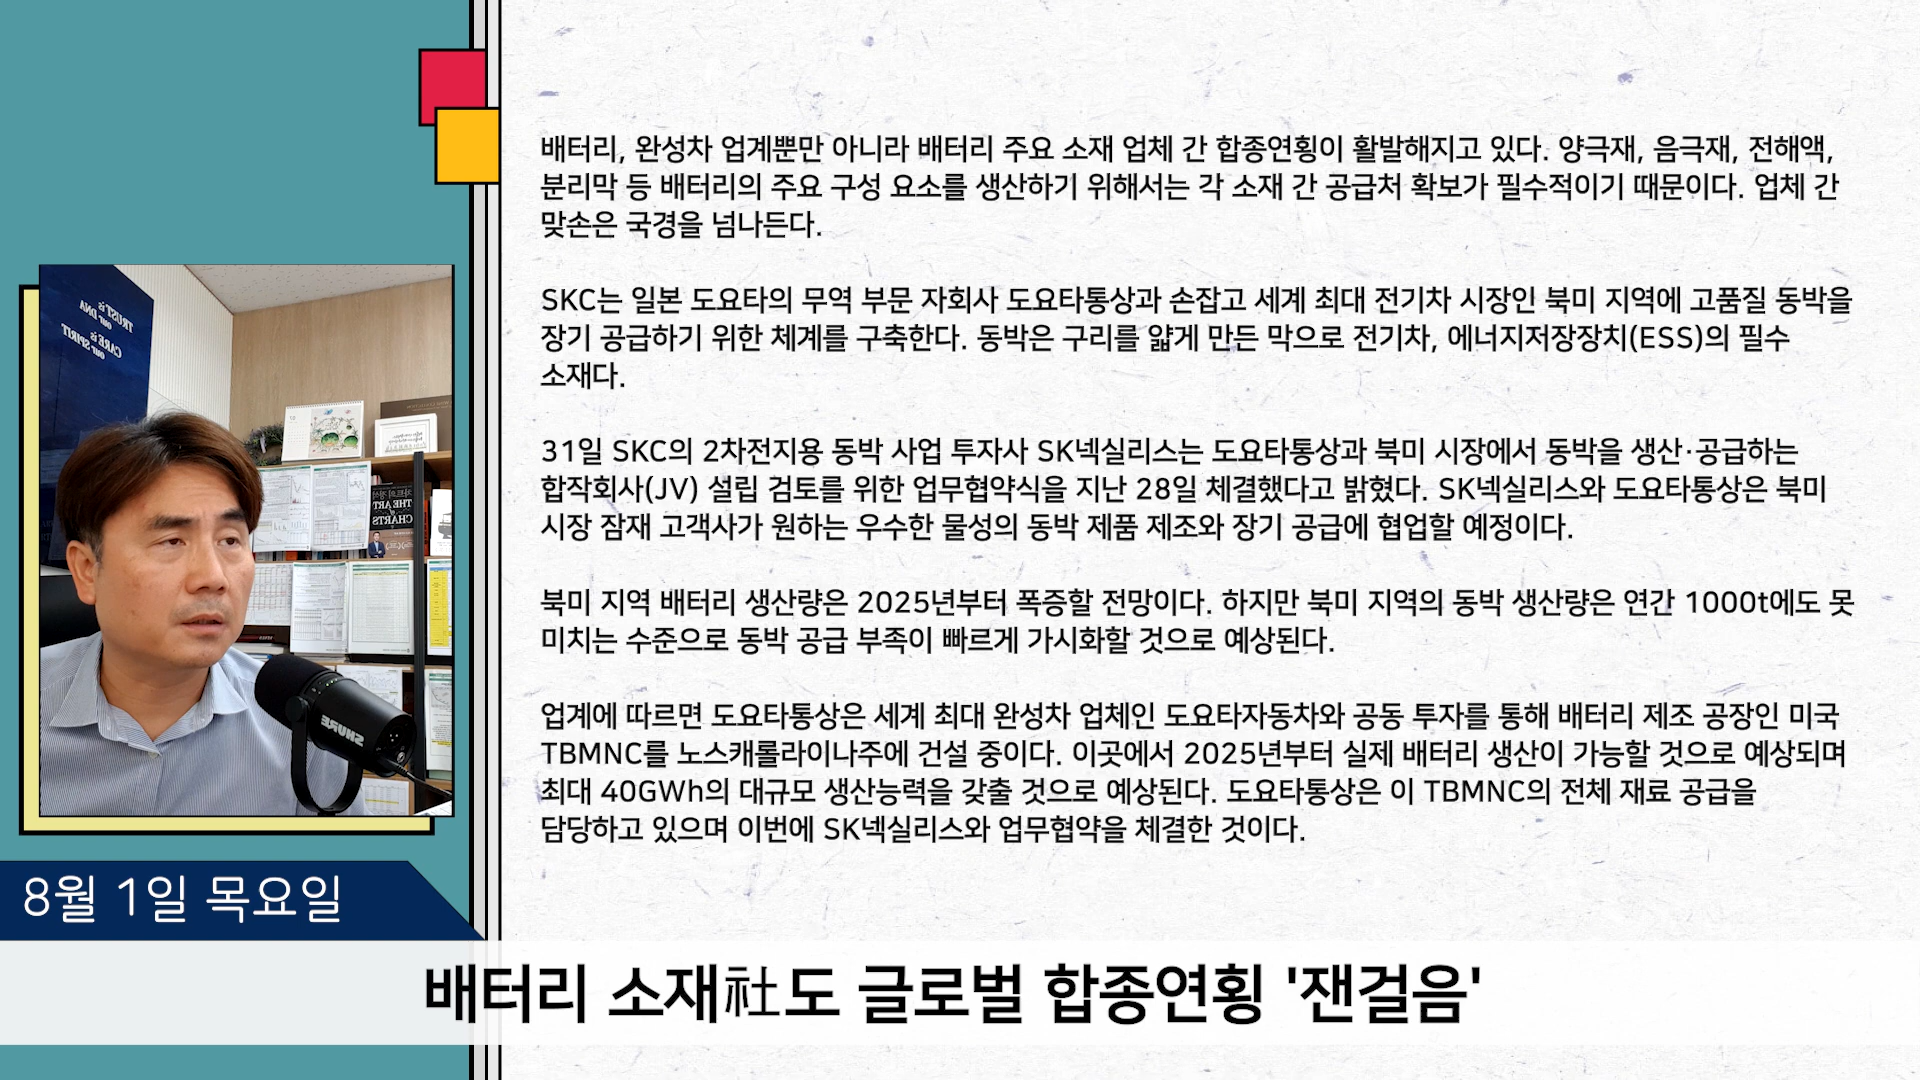 배터리, 완성차 업계뿐만 아니라 배터리 주요 소재 업체 간 합종연횡이 활발해지고 있다. 양극재, 음극재, 전해액,
분리막 등 배터리의 주요 구성 요소를 생산하기 위해서는 각 소재 간 공급처 확보가 필수적이기 때문이다. 업체 간
맞손은 국경을 넘나든다.
SKC는 일본 도요타의 무역 부문 자회사 도요타통상과 손잡고 세계 최대 전기차 시장인 북미 지역에 고품질 동박을
장기 공급하기 위한 체계를 구축한다. 동박은 구리를 얇게 만든 막으로 전기차, 에너지저장장치(ESS)의 필수
소재다.
31일 SKC의 2차전지용 동박 사업 투자사 SK넥실리스는 도요타통상과 북미 시장에서 동박을 생산·공급하는
합작회사(JV) 설립 검토를 위한 업무협약식을 지난 28일 체결했다고 밝혔다. SK넥실리스와 도요타통상은 북미
시장 잠재 고객사가 원하는 우수한 물성의 동박 제품 제조와 장기 공급에 협업할 예정이다.
북미 지역 배터리 생산량은 2025년부터 폭증할 전망이다. 하지만 북미 지역의 동박 생산량은 연간 1000t에도 못
미치는 수준으로 동박 공급 부족이 빠르게 가시화할 것으로 예상된다.
업계에 따르면 도요타통상은 세계 최대 완성차 업체인 도요타자동차와 공동 투자를 통해 배터리 제조 공장인 미국
TBMNC를 노스캐롤라이나주에 건설 중이다. 이곳에서 2025년부터 실제 배터리 생산이 가능할 것으로 예상되며
최대 40GWh의 대규모 생산능력을 갖출 것으로 예상된다. 도요타통상은 이 TBMNC의 전체 재료 공급을
담당하고 있으며 이번에 SK넥실리스와 업무협약을 체결한 것이다.
TRUST is
our DNA
CARE is
our SPIRIT
THE ART
of
CHARTS
SHURE
8월 1일 목요일
배터리 소재社도 글로벌 합종연횡 '잰걸음'